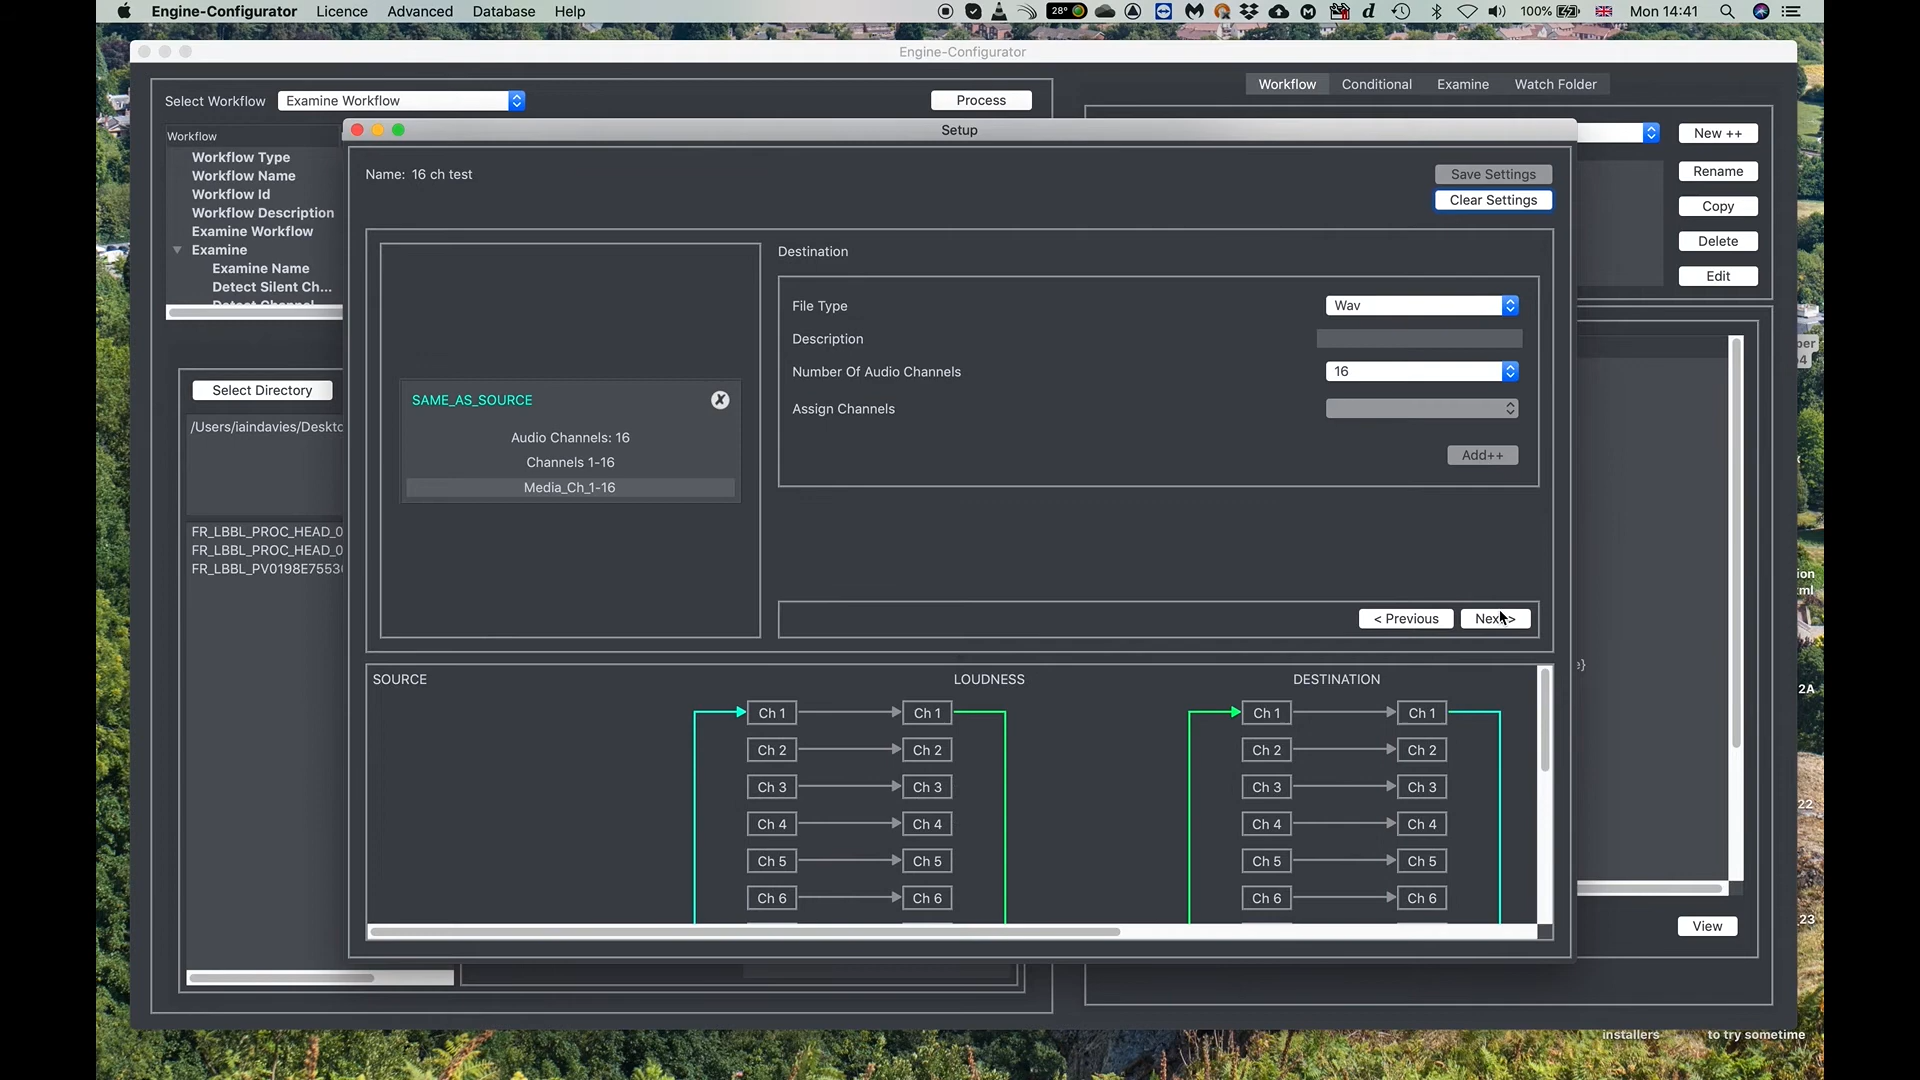 Engine-Configurator Licence Advanced Database Help
28° 100% Mon 14:41
Engine-Configurator
Select Workflow Examine Workflow Process
Workflow Conditional Examine Watch Folder
Workflow
Workflow Type
Workflow Name
Workflow Id
Workflow Description
Examine Workflow
Examine
Examine Name
Detect Silent Ch...
New ++
Rename
Copy
Delete
Edit
Setup
Name: 16 ch test
Save Settings
Clear Settings
Destination
File Type Wav
Description
Number Of Audio Channels 16
Assign Channels
Add++
SAME_AS_SOURCE
Audio Channels: 16
Channels 1-16
Media_Ch_1-16
< Previous
Select Directory
/Users/iaindavies/Deskto
FR_LBBL_PROC_HEAD_0
FR_LBBL_PROC_HEAD_0
FR_LBBL_PV0198E7553
SOURCE LOUDNESS DESTINATION
Ch 1 Ch 1 Ch 1 Ch 1
Ch 2 Ch 2 Ch 2 Ch 2
Ch 3 Ch 3 Ch 3 Ch 3
Ch 4 Ch 4 Ch 4 Ch 4
Ch 5 Ch 5 Ch 5 Ch 5
Ch 6 Ch 6 Ch 6 Ch 6
View
ber
ion
2A
22
23
installers to try sometime